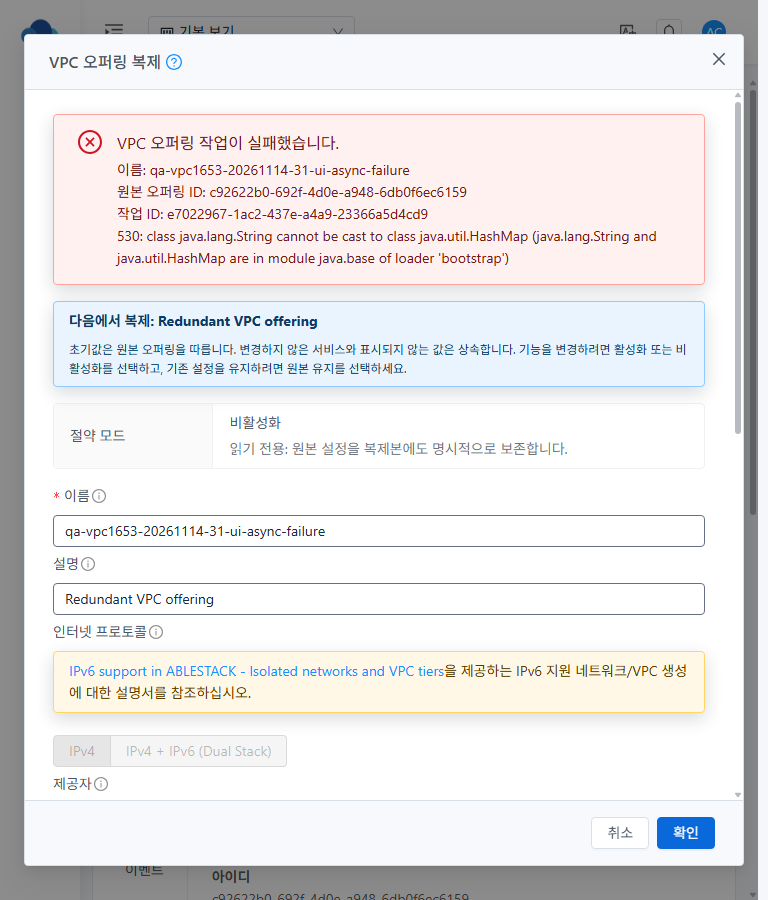 기본 보기
AC
VPC 오퍼링 복제
VPC 오퍼링 작업이 실패했습니다.
이름: qa-vpc1653-20261114-31-ui-async-failure
원본 오퍼링 ID: c92622b0-692f-4d0e-a948-6db0f6ec6159
작업 ID: e7022967-1ac2-437e-a4a9-23366a5d4cd9
530: class java.lang.String cannot be cast to class java.util.HashMap (java.lang.String and
java.util.HashMap are in module java.base of loader 'bootstrap')
다음에서 복제: Redundant VPC offering
초기값은 원본 오퍼링을 따릅니다. 변경하지 않은 서비스와 표시되지 않는 값은 상속합니다. 기능을 변경하려면 활성화 또는 비
활성화를 선택하고, 기존 설정을 유지하려면 원본 유지를 선택하세요.
절약 모드
비활성화
읽기 전용: 원본 설정을 복제본에도 명시적으로 보존합니다.
* 이름
qa-vpc1653-20261114-31-ui-async-failure
설명
Redundant VPC offering
인터넷 프로토콜
IPv6 support in ABLESTACK - Isolated networks and VPC tiers을 제공하는 IPv6 지원 네트워크/VPC 생성
에 대한 설명서를 참조하십시오.
IPv4
IPv4 + IPv6 (Dual Stack)
제공자
취소
확인
이벤트
아이디
c92622b0-692f-4d0e-a948-6db0f6ec6159